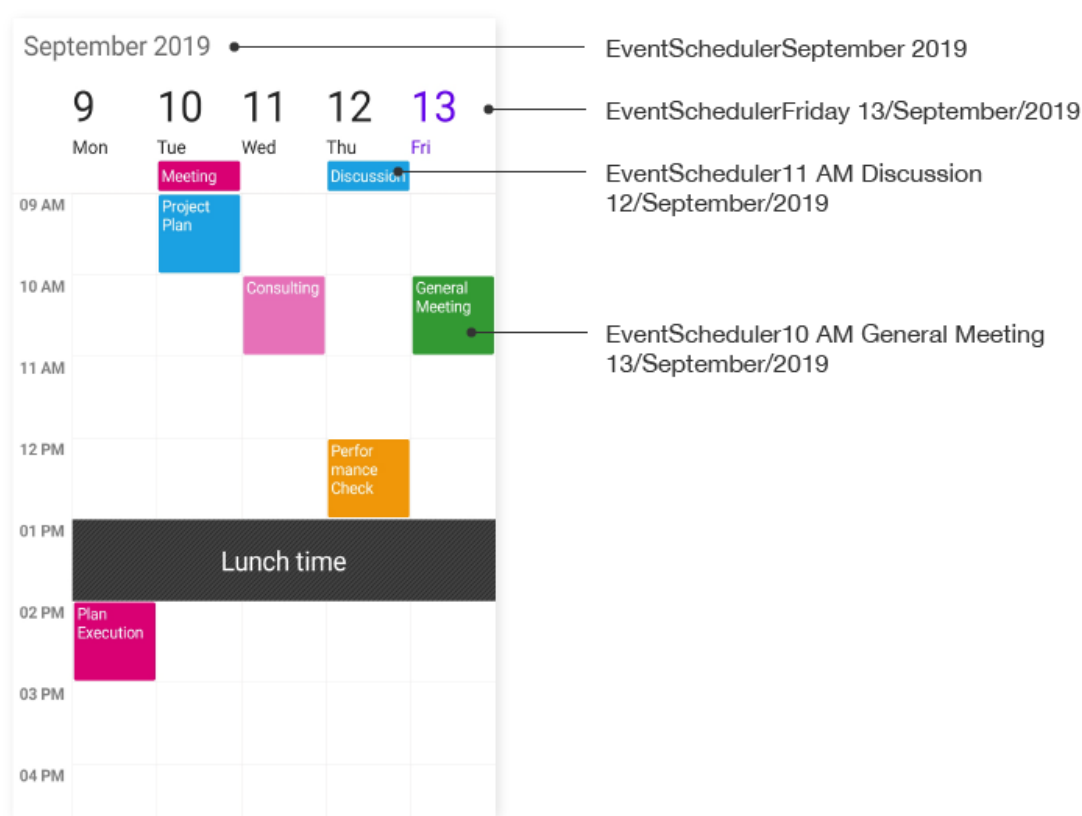 September 2019
EventSchedulerSeptember 2019
9 10 11 12 13
EventSchedulerFriday 13/September/2019
Mon Tue Wed Thu Fri
Meeting
Discussion
EventScheduler11 AM Discussion
12/September/2019
09 AM
Project
Plan
10 AM
Consulting
General
Meeting
EventScheduler10 AM General Meeting
13/September/2019
11 AM
12 PM
Perfor
mance
Check
01 PM
Lunch time
02 PM
Plan
Execution
03 PM
04 PM